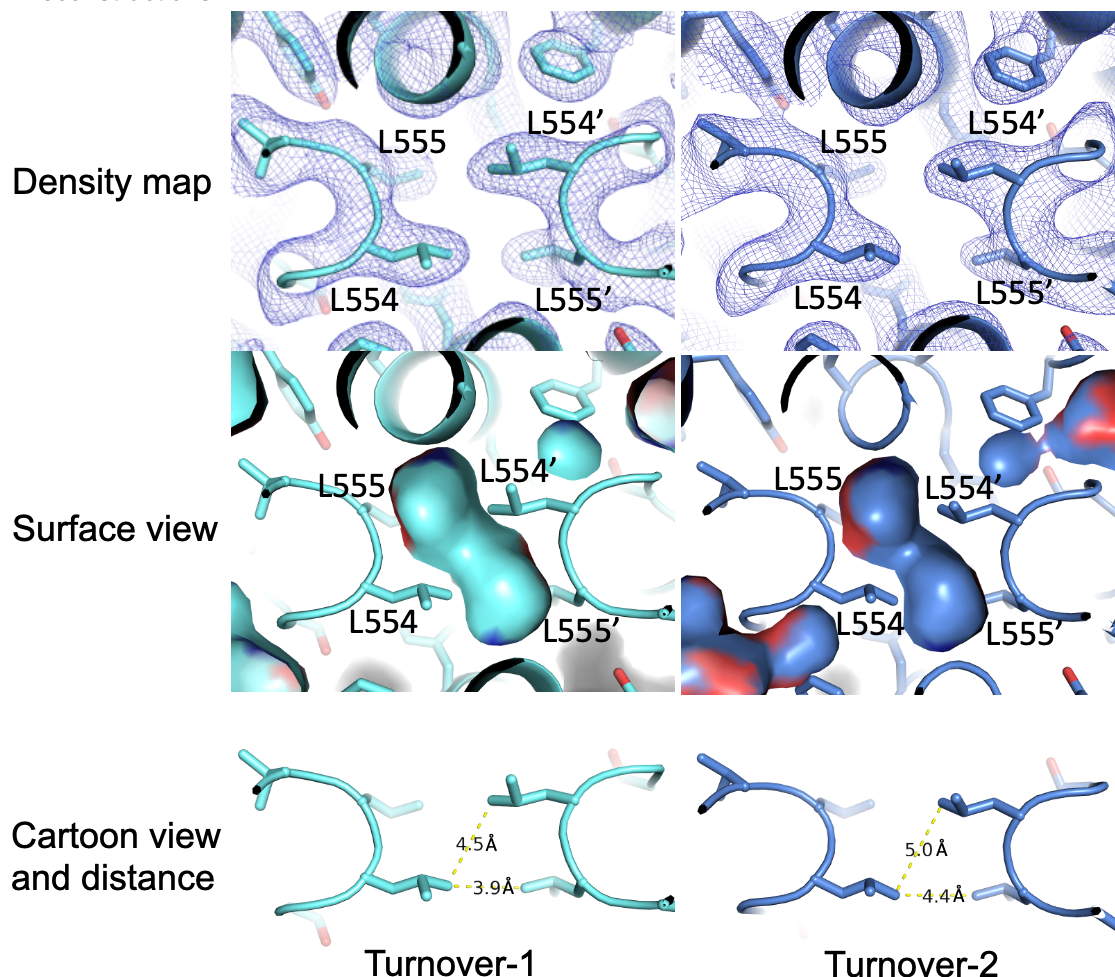 Density map
L555
L554’
L554
L555’
L555
L554’
L554
L555’
Surface view
L555
L554’
L554
L555’
L555
L554’
L554
L555’
Cartoon view
and distance
4.5Å
3.9Å
5.0Å
4.4Å
Turnover-1
Turnover-2